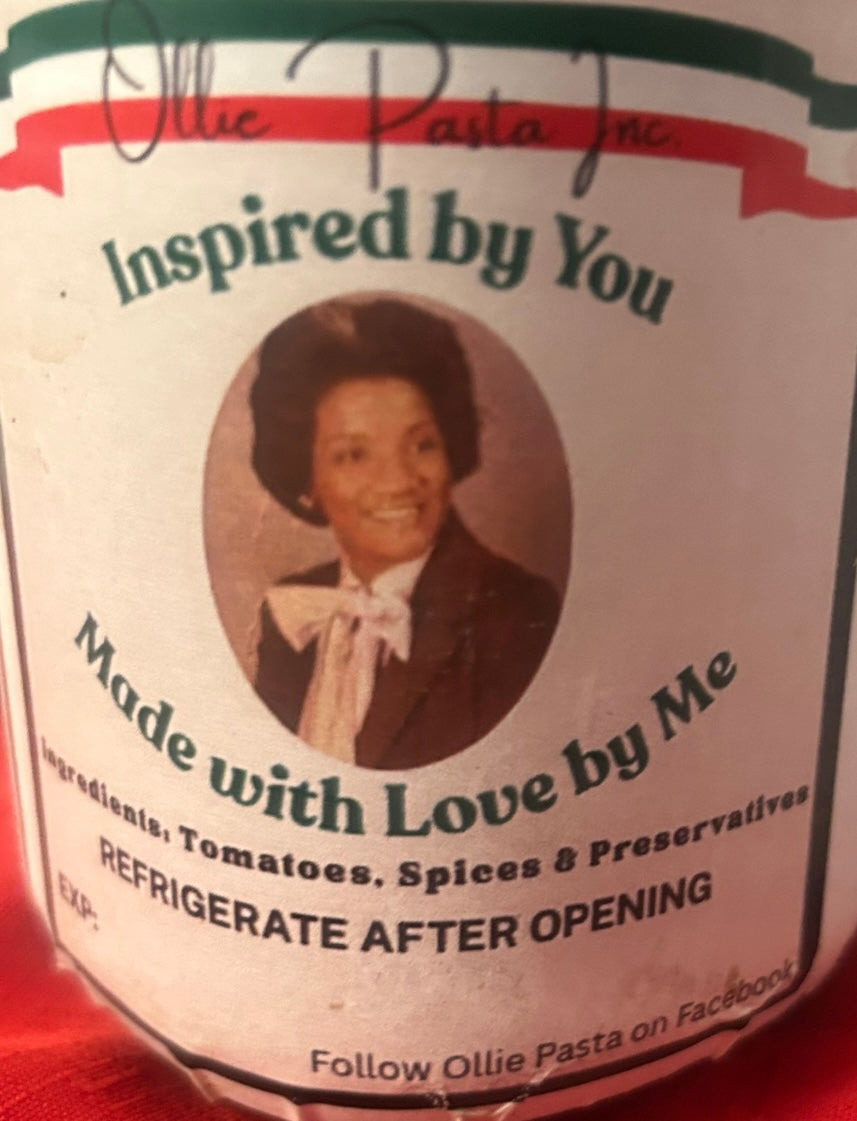 Ollie Pasta Inc.
Inspired by You
Made with Love by Me
Ingredients, Tomatoes, Spices & Preservatives
REFRIGERATE AFTER OPENING
EXP:
Follow Ollie Pasta on Facebook